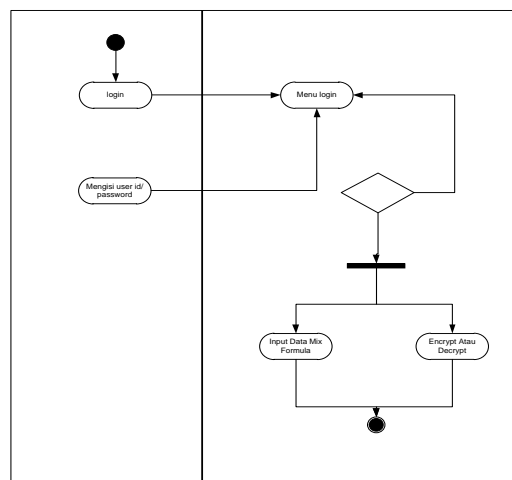 login
Menu login
Mengisi user id/
password
Input Data Mix
Formula
Encrypt Atau
Decrypt